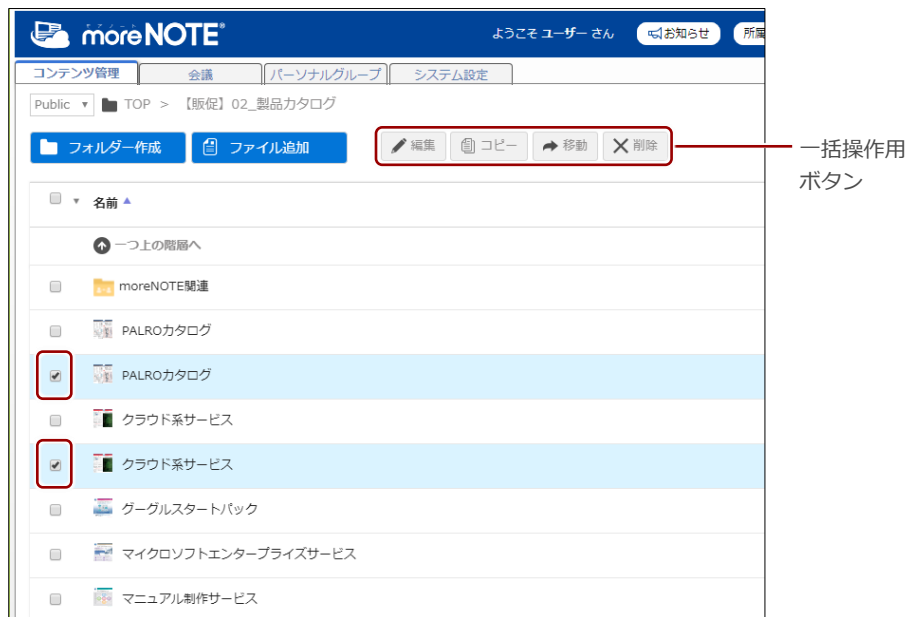 モアノート
moreNOTE®
ようこそ ユーザー さん お知らせ 所属
コンテンツ管理 会議 パーソナルグループ システム設定
Public ▼ TOP > 【販促】02_製品カタログ
フォルダー作成 ファイル追加 編集 コピー 移動 削除
一括操作用
ボタン
▼ 名前 ▲
一つ上の階層へ
moreNOTE関連
PALROカタログ
PALROカタログ
クラウド系サービス
クラウド系サービス
グーグルスタートパック
マイクロソフトエンタープライズサービス
マニュアル制作サービス